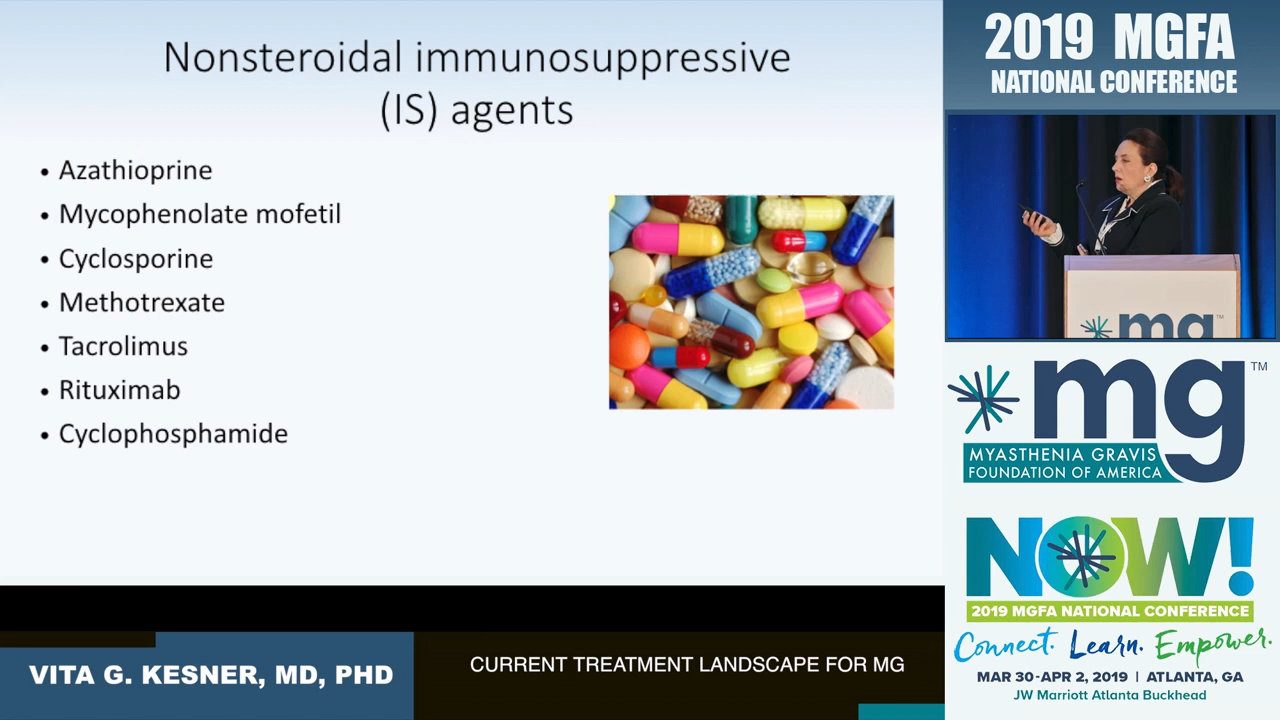 Nonsteroidal immunosuppressive
(IS) agents
• Azathioprine
• Mycophenolate mofetil
• Cyclosporine
• Methotrexate
• Tacrolimus
• Rituximab
• Cyclophosphamide
VITA G. KESNER, MD, PHD
CURRENT TREATMENT LANDSCAPE FOR MG
2019 MGFA
NATIONAL CONFERENCE
mg™
mg™
MYASTHENIA GRAVIS
FOUNDATION OF AMERICA
NOW!
2019 MGFA NATIONAL CONFERENCE
Connect. Learn. Empower.
MAR 30-APR 2, 2019 | ATLANTA, GA
JW Marriott Atlanta Buckhead